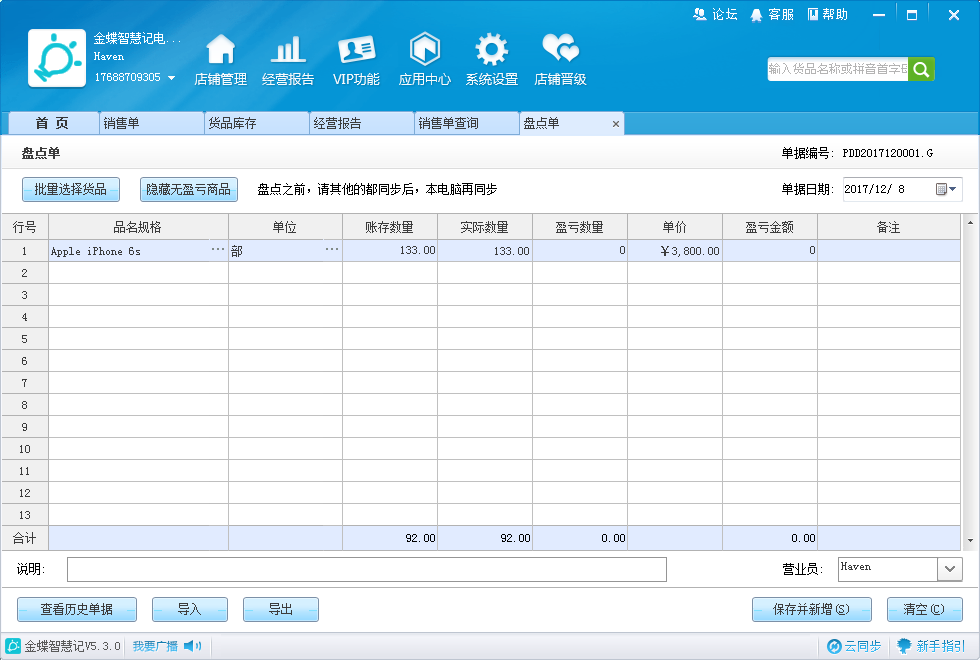 论坛 客服 帮助
金蝶智慧记电...
Haven
17688709305
店铺管理 经营报告 VIP功能 应用中心 系统设置 店铺晋级
输入货品名称或拼音首字母
首 页 销售单 货品库存 经营报告 销售单查询 盘点单 ×
盘点单 单据编号: PDD2017120001.G
批量选择货品 隐藏无盈亏商品 盘点之前，请其他的都同步后，本电脑再同步 单据日期: 2017/12/ 8
行号 品名规格 单位 账存数量 实际数量 盈亏数量 单价 盈亏金额 备注
1 Apple iPhone 6s ... 部 ... 133.00 133.00 0 ¥3,800.00 0
2
3
4
5
6
7
8
9
10
11
12
13
合计 92.00 92.00 0.00 0.00
说明: 营业员: Haven
查看历史单据 导入 导出 保存并新增(S) 清空(C)
金蝶智慧记V5.3.0 我要广播 云同步 新手指引